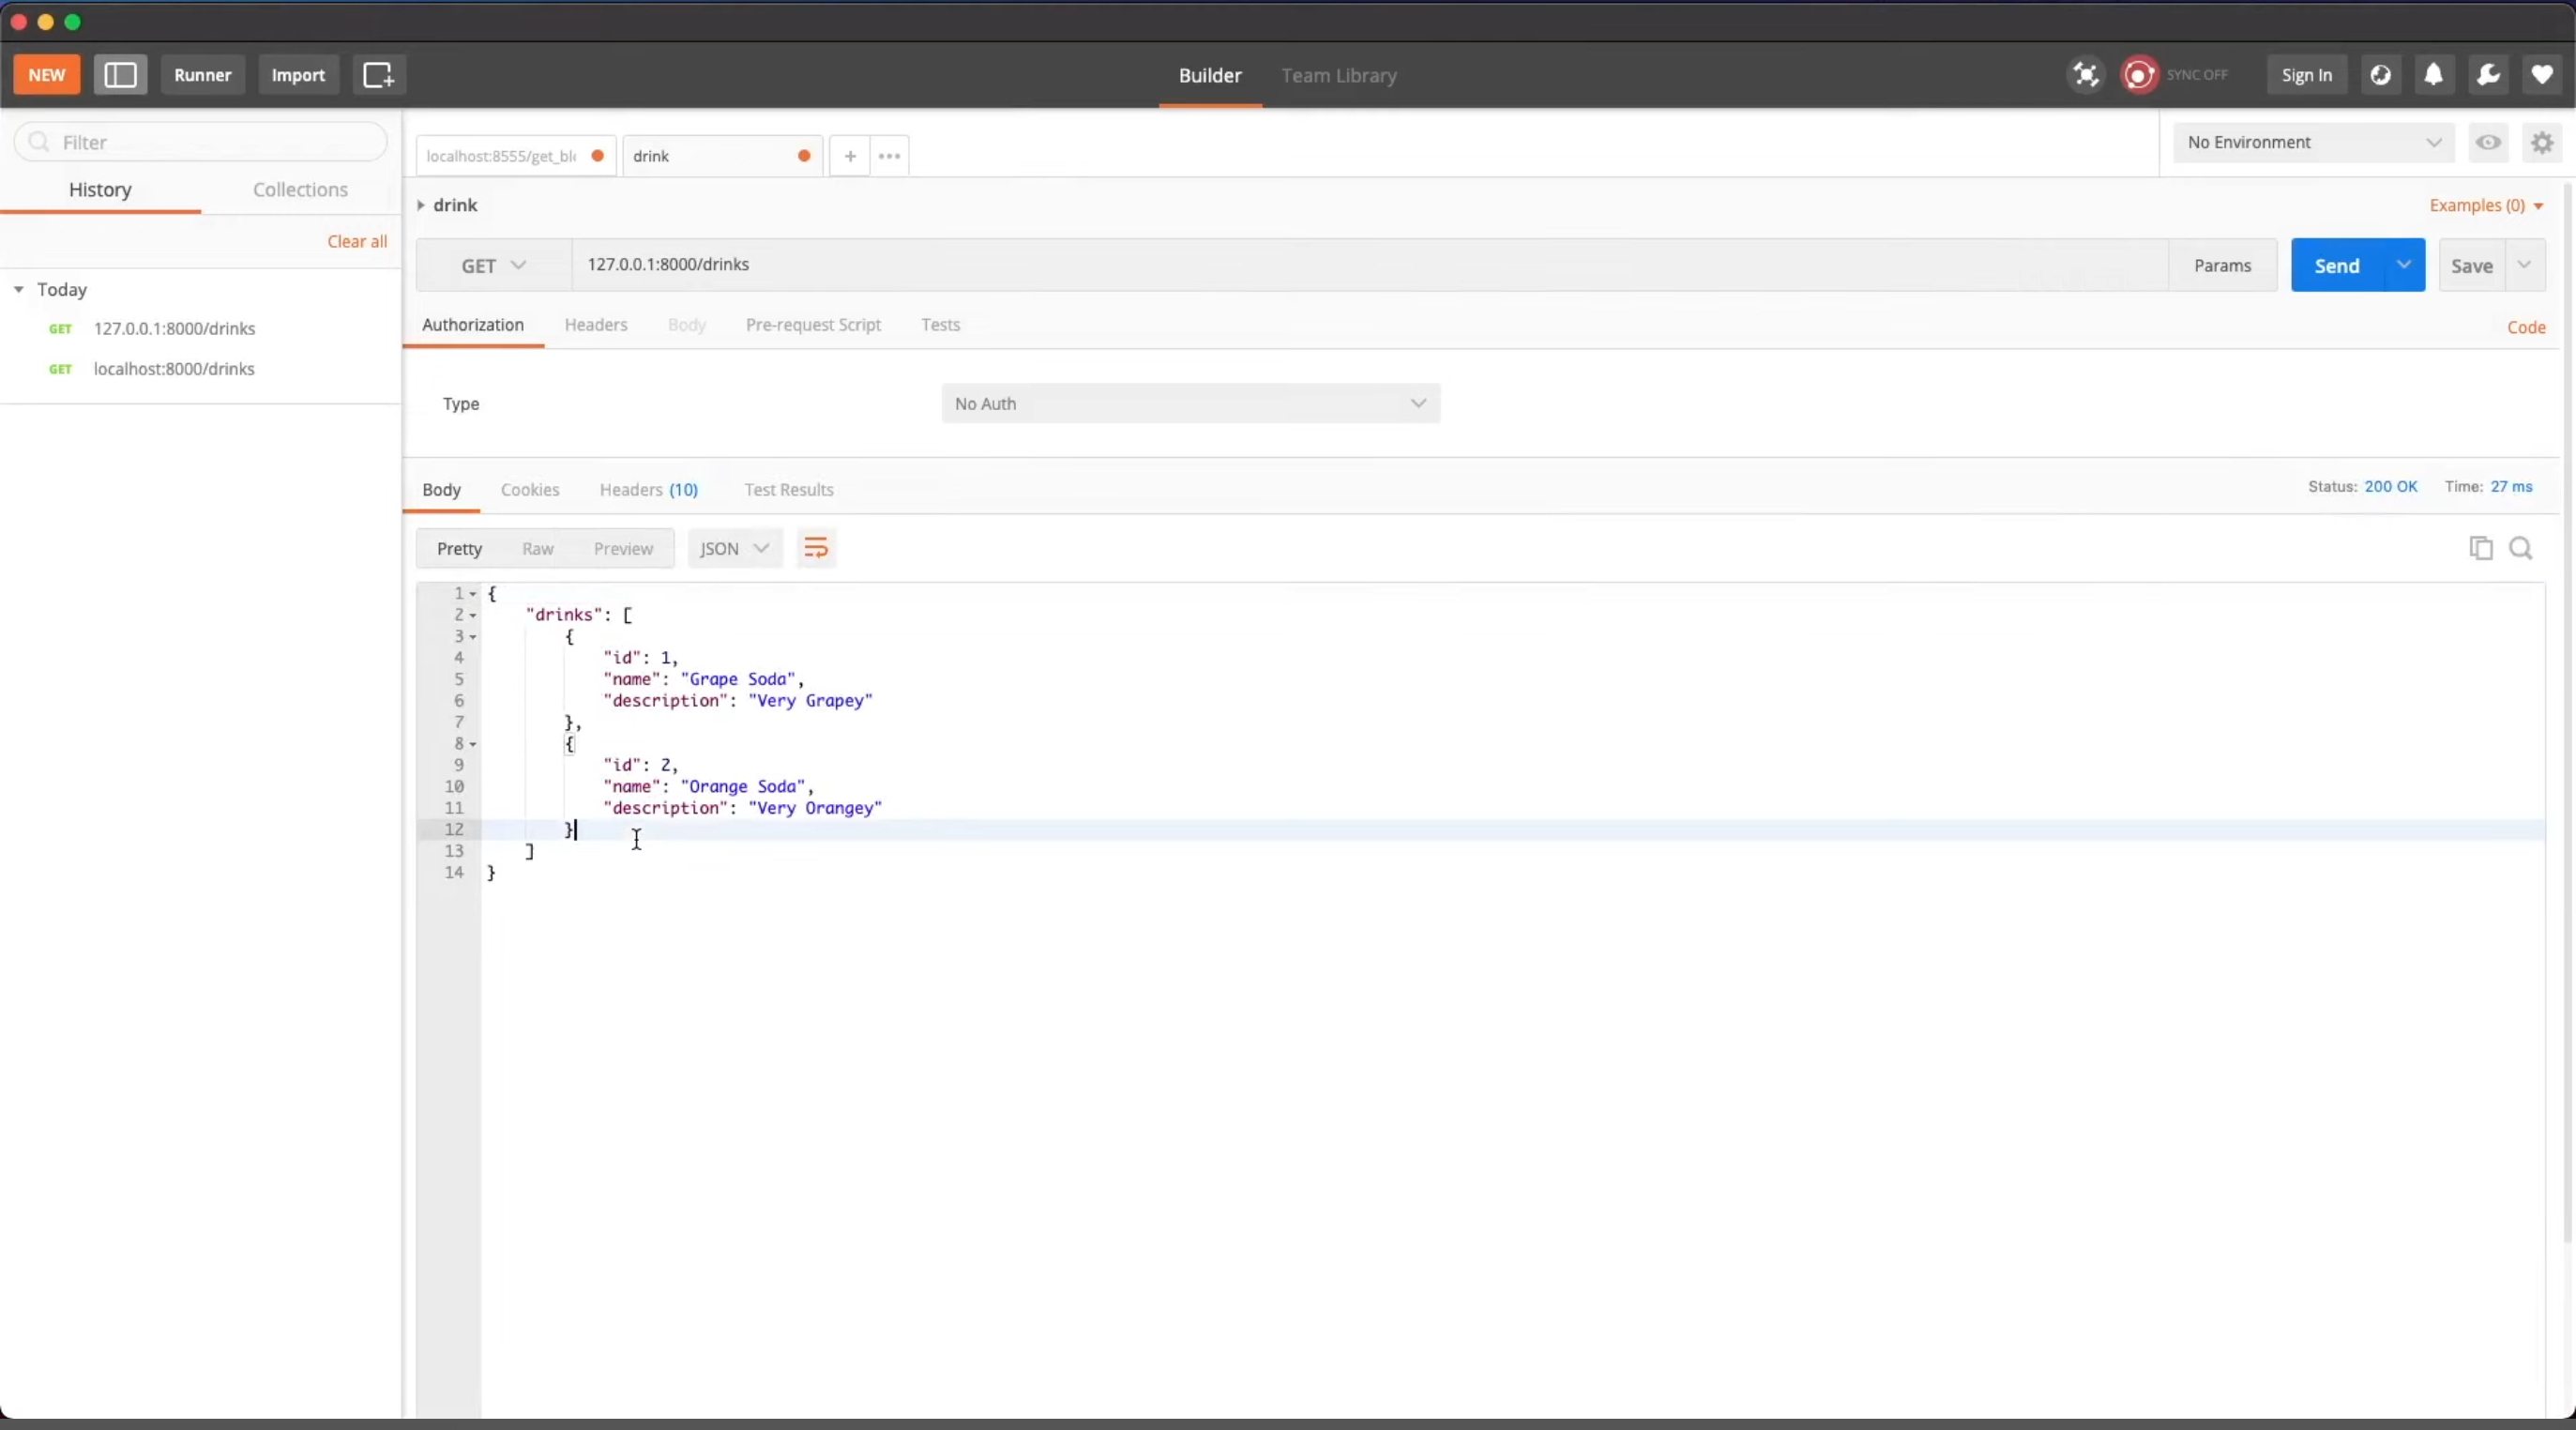 NEW Runner Import Builder Team Library SYNC OFF Sign In
Filter
localhost:8555/get_bl drink + No Environment
History Collections
drink Examples (0)
Clear all
GET 127.0.0.1:8000/drinks Params Send Save
Today
GET 127.0.0.1:8000/drinks
GET localhost:8000/drinks
Authorization Headers Body Pre-request Script Tests Code
Type No Auth
Body Cookies Headers (10) Test Results Status: 200 OK Time: 27 ms
Pretty Raw Preview JSON
1 {
2 "drinks": [
3 {
4 "id": 1,
5 "name": "Grape Soda",
6 "description": "Very Grapey"
7 },
8 {
9 "id": 2,
10 "name": "Orange Soda",
11 "description": "Very Orangey"
12 }
13 ]
14 }